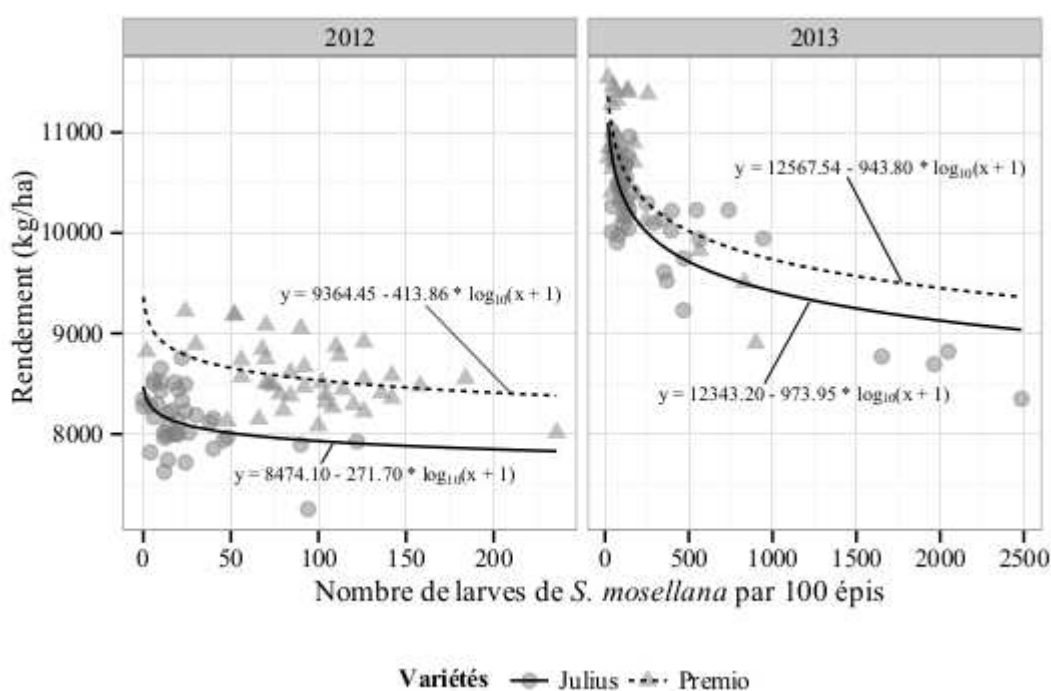 2012
2013
Rendement (kg/ha)
11000
10000
9000
8000
y = 9364.45 - 413.86 * log₁₀(x + 1)
y = 8474.10 - 271.70 * log₁₀(x + 1)
y = 12567.54 - 943.80 * log₁₀(x + 1)
y = 12343.20 - 973.95 * log₁₀(x + 1)
0 50 100 150 200
0 500 1000 1500 2000 2500
Nombre de larves de S. mosellana par 100 épis
Variétés Julius Premio